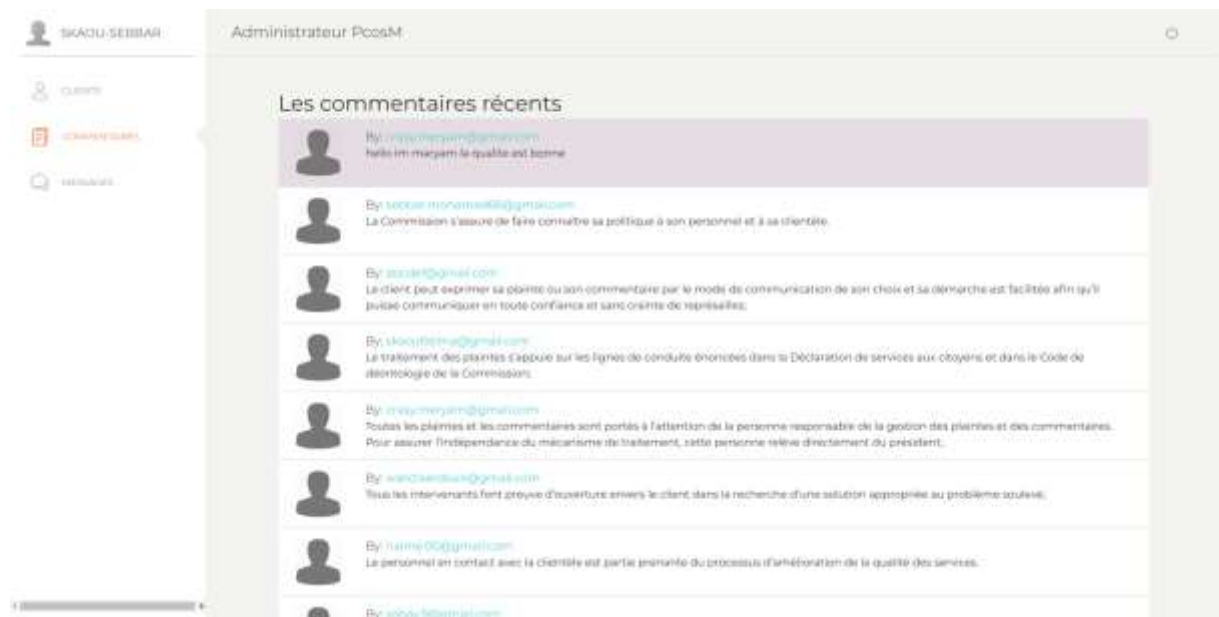 SKAOU-SEBBAR
Administrateur PcosM
CLIENTS
COMMENTAIRES
MESSAGES
Les commentaires récents
By:
hello im maryam la qualite est bonne
By:
La Commission s'assure de faire connaître sa politique à son personnel et à sa clientèle.
By:
Le client peut exprimer sa plainte ou son commentaire par le mode de communication de son choix et sa démarche est facilitée afin qu'il
puisse communiquer en toute confiance et sans crainte de représailles;
By:
Le traitement des plaintes s'appuie sur les lignes de conduite énoncées dans la Déclaration de services aux citoyens et dans le Code de
déontologie de la Commission;
By:
Toutes les plaintes et les commentaires sont portés à l'attention de la personne responsable de la gestion des plaintes et des commentaires.
Pour assurer l'indépendance du mécanisme de traitement, cette personne relève directement du président;
By:
Tous les intervenants font preuve d'ouverture envers le client dans la recherche d'une solution appropriée au problème soulevé;
By:
Le personnel en contact avec la clientèle est partie prenante du processus d'amélioration de la qualité des services.
By: